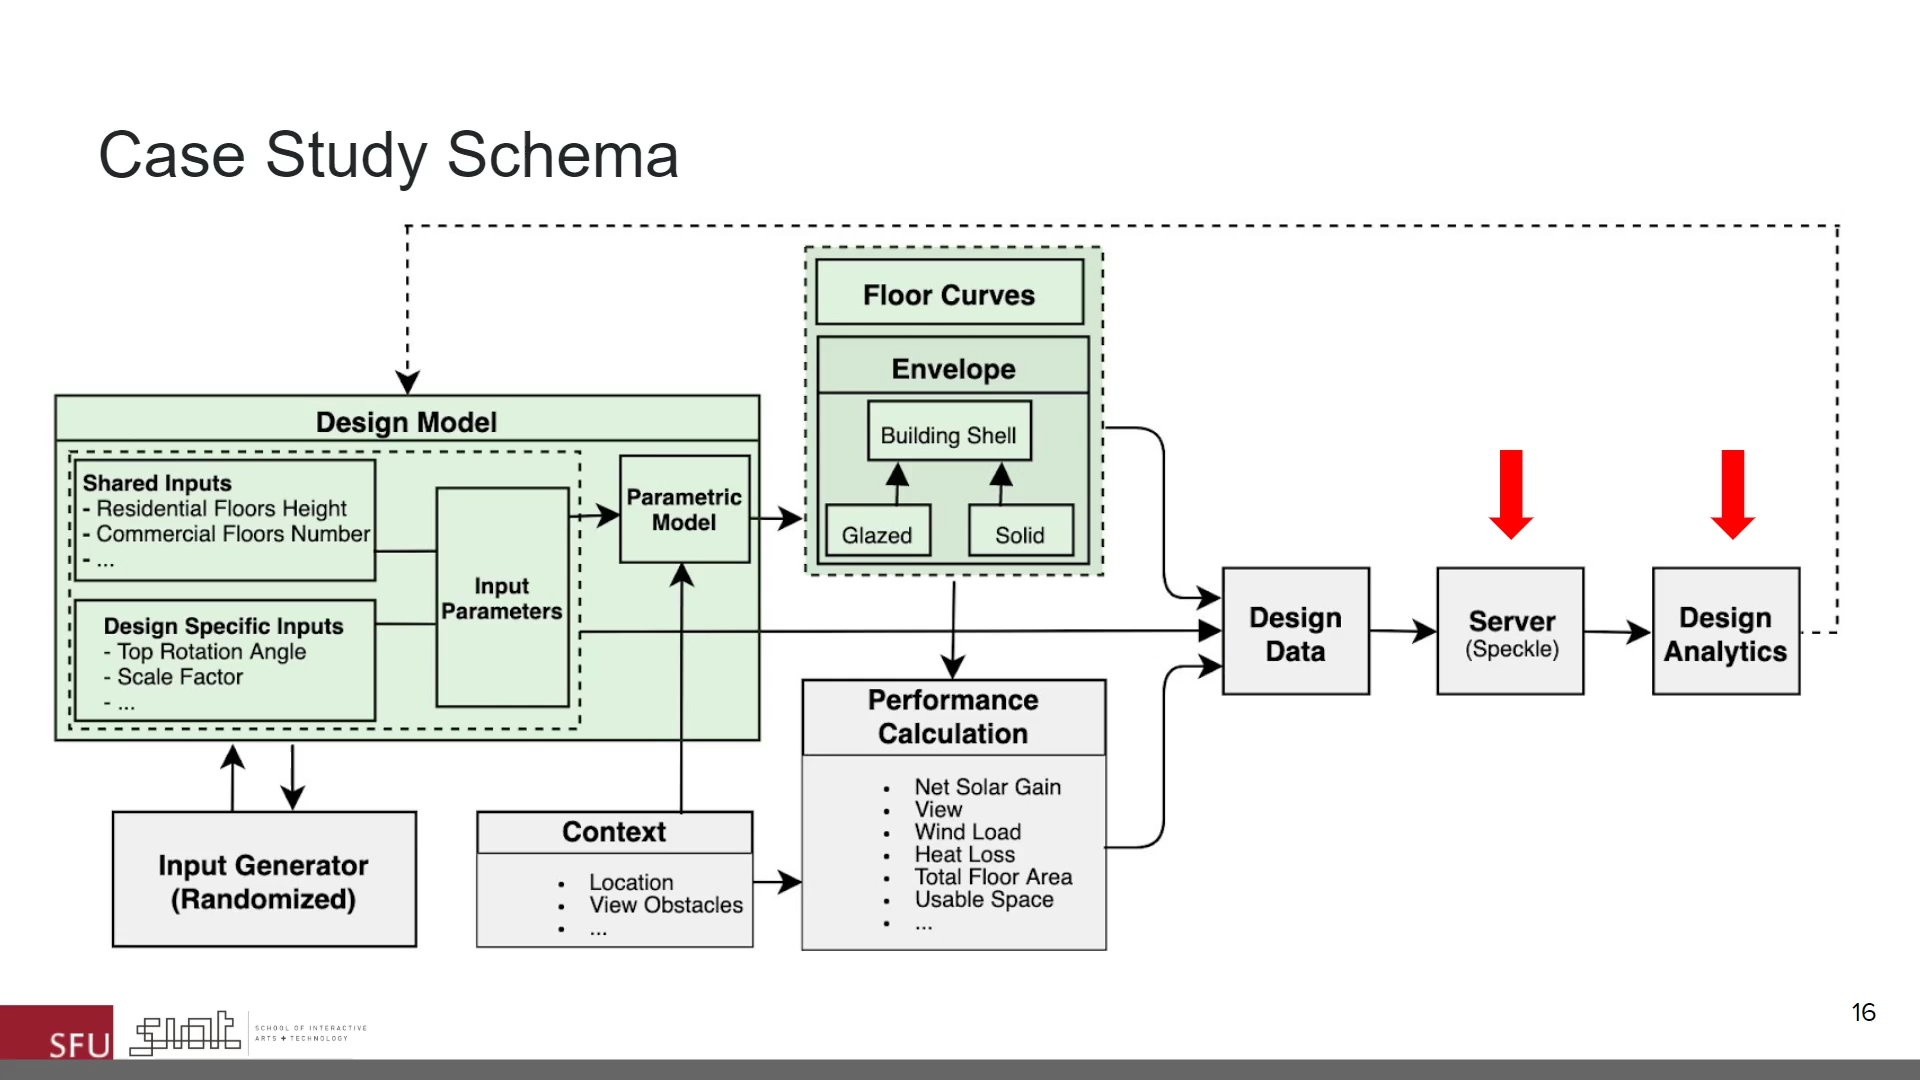 Case Study Schema
Design Model
Shared Inputs
- Residential Floors Height
- Commercial Floors Number
- ...
Design Specific Inputs
- Top Rotation Angle
- Scale Factor
- ...
Input
Parameters
Parametric
Model
Floor Curves
Envelope
Building Shell
Glazed
Solid
Input Generator
(Randomized)
Context
• Location
• View Obstacles
• ...
Performance
Calculation
• Net Solar Gain
• View
• Wind Load
• Heat Loss
• Total Floor Area
• Usable Space
• ...
Design
Data
Server
(Speckle)
Design
Analytics
SFU
siat
SCHOOL OF INTERACTIVE
ARTS + TECHNOLOGY
16